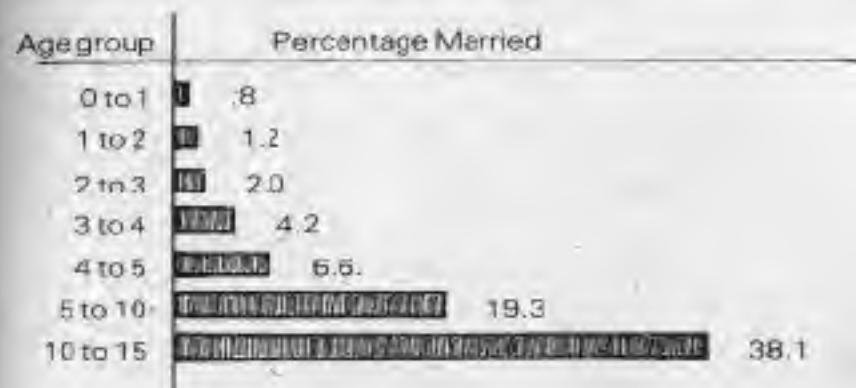 Age group Percentage Married
0 to 1 .8
1 to 2 1.2
2 to 3 2.0
3 to 4 4.2
4 to 5 6.6.
5 to 10 19.3
10 to 15 38.1